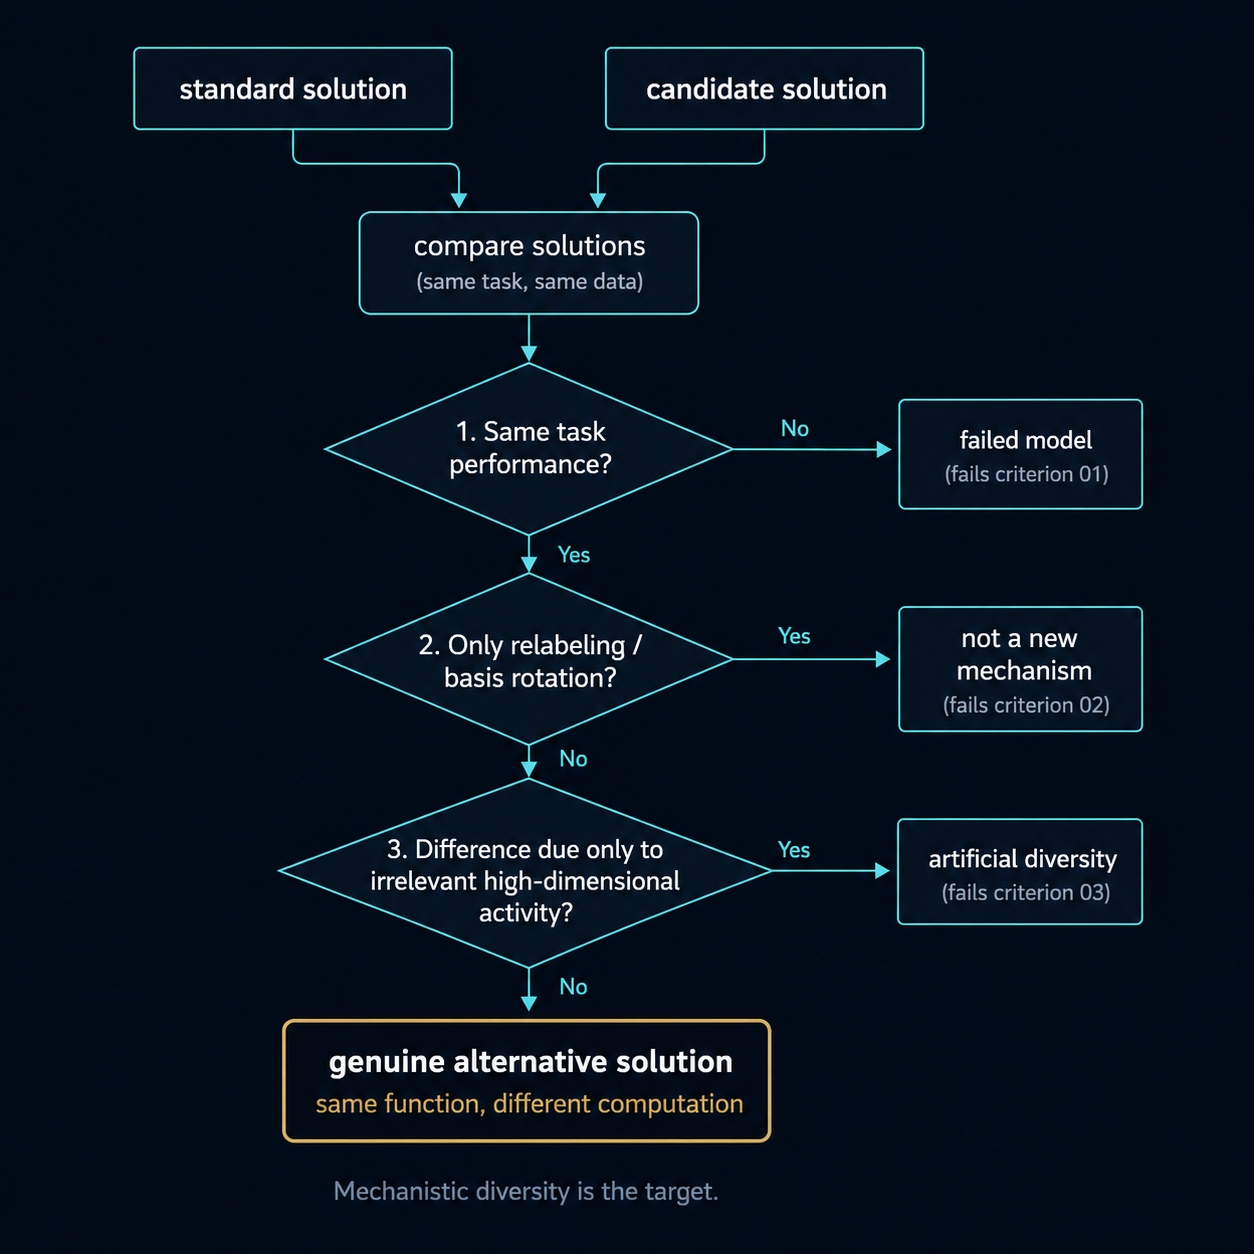 standard solution
candidate solution
compare solutions
(same task, same data)
1. Same task
performance?
No
failed model
(fails criterion 01)
Yes
2. Only relabeling /
basis rotation?
Yes
not a new
mechanism
(fails criterion 02)
No
3. Difference due only to
irrelevant high-dimensional
activity?
Yes
artificial diversity
(fails criterion 03)
No
genuine alternative solution
same function, different computation
Mechanistic diversity is the target.